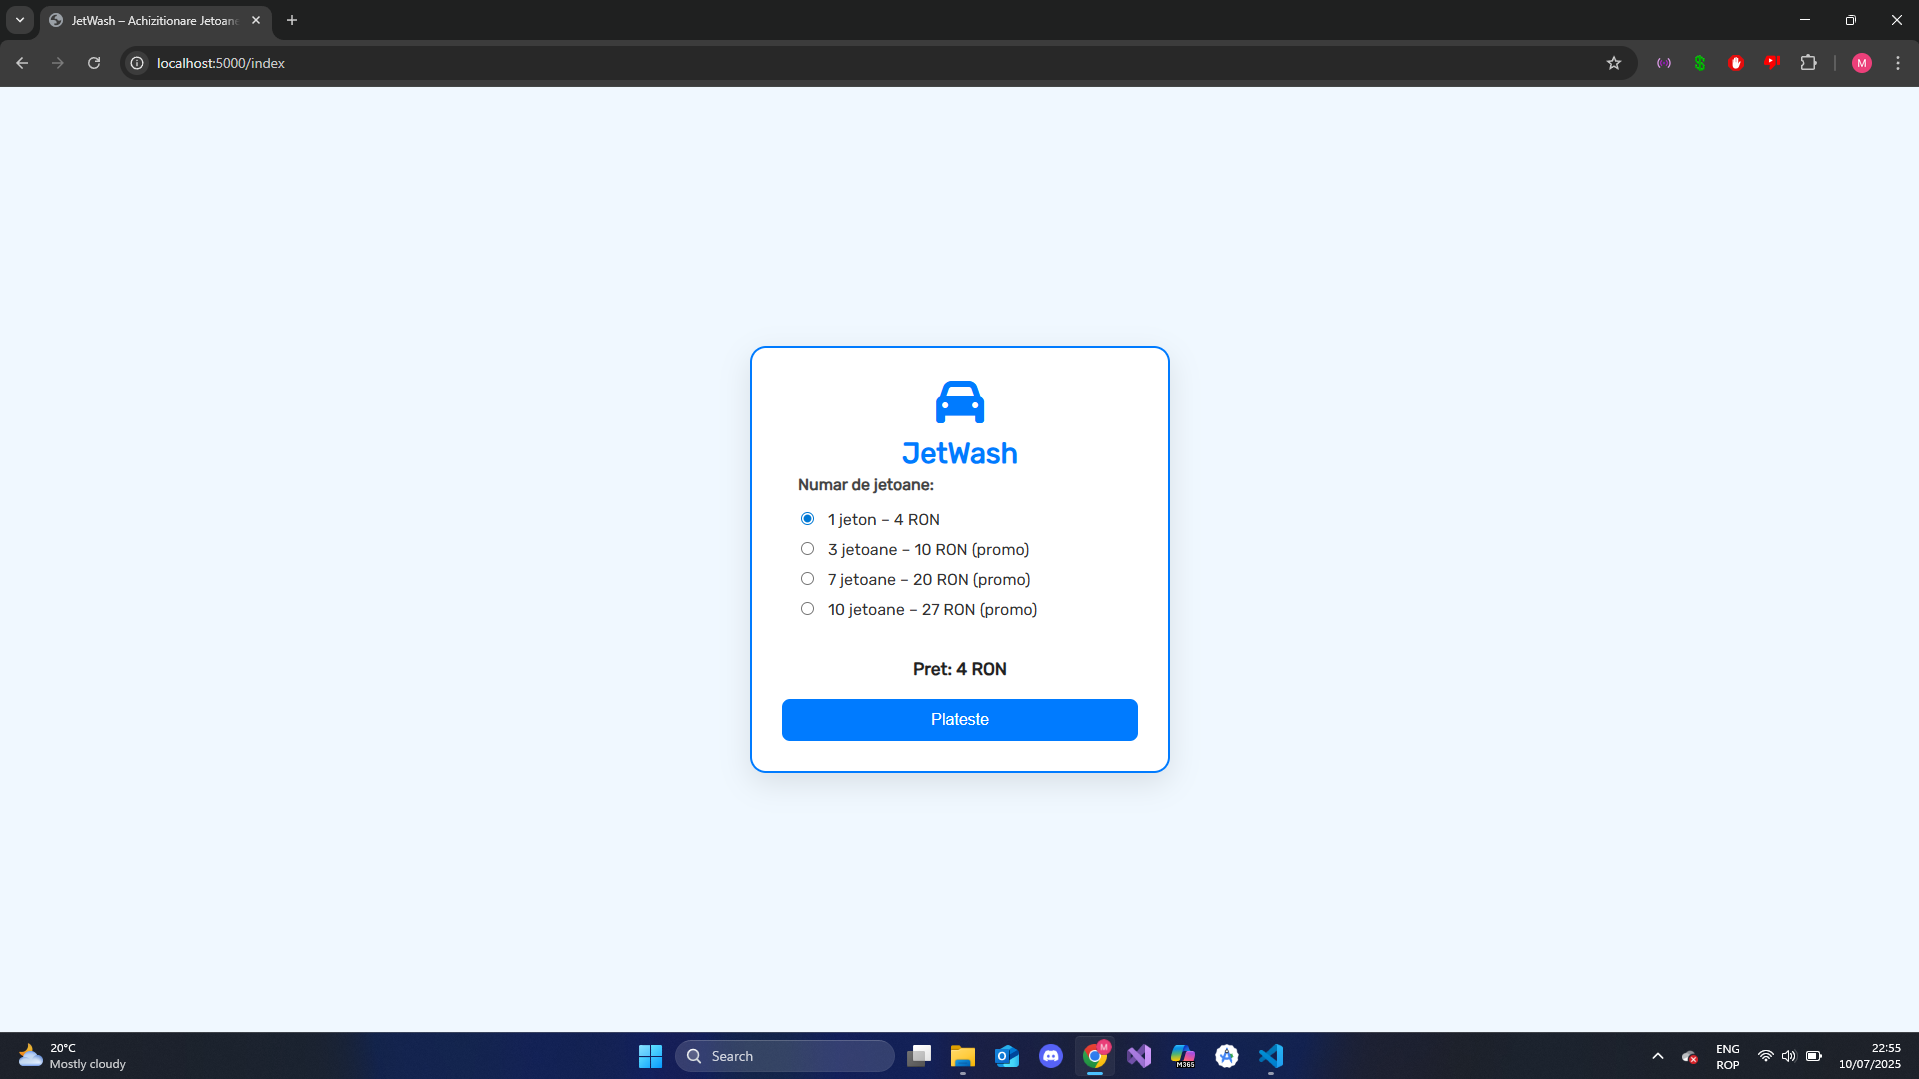 JetWash – Achizitionare Jetoane
localhost:5000/index
M
JetWash
Numar de jetoane:
1 jeton – 4 RON
3 jetoane – 10 RON (promo)
7 jetoane – 20 RON (promo)
10 jetoane – 27 RON (promo)
Pret: 4 RON
Plateste
20°C
Mostly cloudy
Search
M
M365
ENG
ROP
22:55
10/07/2025